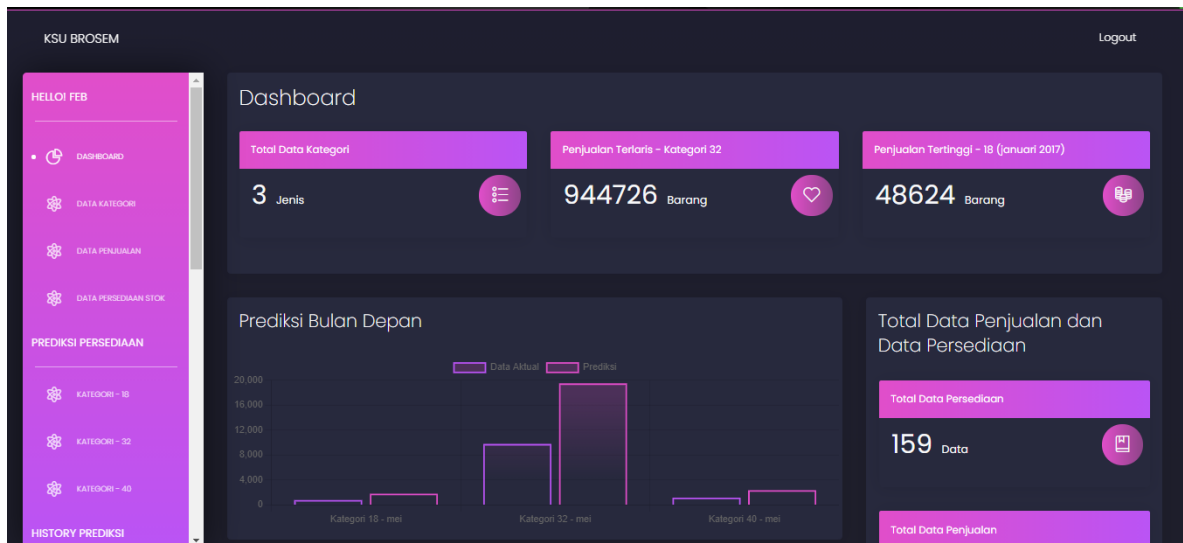 KSU BROSEM
Logout
HELLO! FEB
DASHBOARD
DATA KATEGORI
DATA PENJUALAN
DATA PERSEDIAAN STOK
PREDIKSI PERSEDIAAN
KATEGORI - 18
KATEGORI - 32
KATEGORI - 40
HISTORY PREDIKSI
Dashboard
Total Data Kategori
3 Jenis
Penjualan Terlaris - Kategori 32
944726 Barang
Penjualan Tertinggi - 18 (januari 2017)
48624 Barang
Prediksi Bulan Depan
Data Aktual
Prediksi
20.000
16.000
12.000
8.000
4.000
0
Kategori 18 - mei
Kategori 32 - mei
Kategori 40 - mei
Total Data Penjualan dan
Data Persediaan
Total Data Persediaan
159 Data
Total Data Penjualan